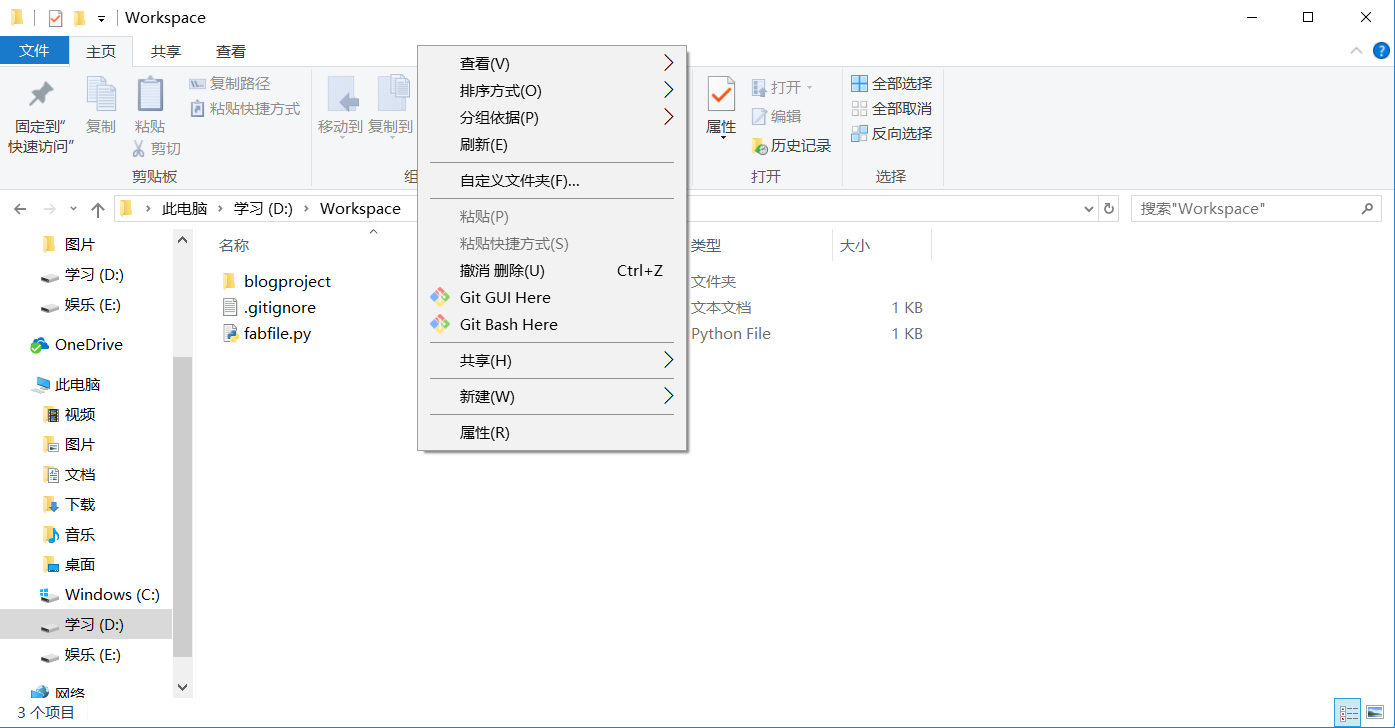 Workspace
文件 主页 共享 查看
固定到"快速访问"
复制
粘贴
复制路径
粘贴快捷方式
剪切
剪贴板
移动到
复制到
组
属性
打开
编辑
历史记录
打开
全部选择
全部取消
反向选择
选择
此电脑 学习 (D:) Workspace
搜索"Workspace"
图片
学习 (D:)
娱乐 (E:)
OneDrive
此电脑
视频
图片
文档
下载
音乐
桌面
Windows (C:)
学习 (D:)
娱乐 (E:)
网络
名称 类型 大小
blogproject 文件夹
.gitignore 文本文档 1 KB
fabfile.py Python File 1 KB
查看(V)
排序方式(O)
分组依据(P)
刷新(E)
自定义文件夹(F)...
粘贴(P)
粘贴快捷方式(S)
撤消 删除(U) Ctrl+Z
Git GUI Here
Git Bash Here
共享(H)
新建(W)
属性(R)
3 个项目